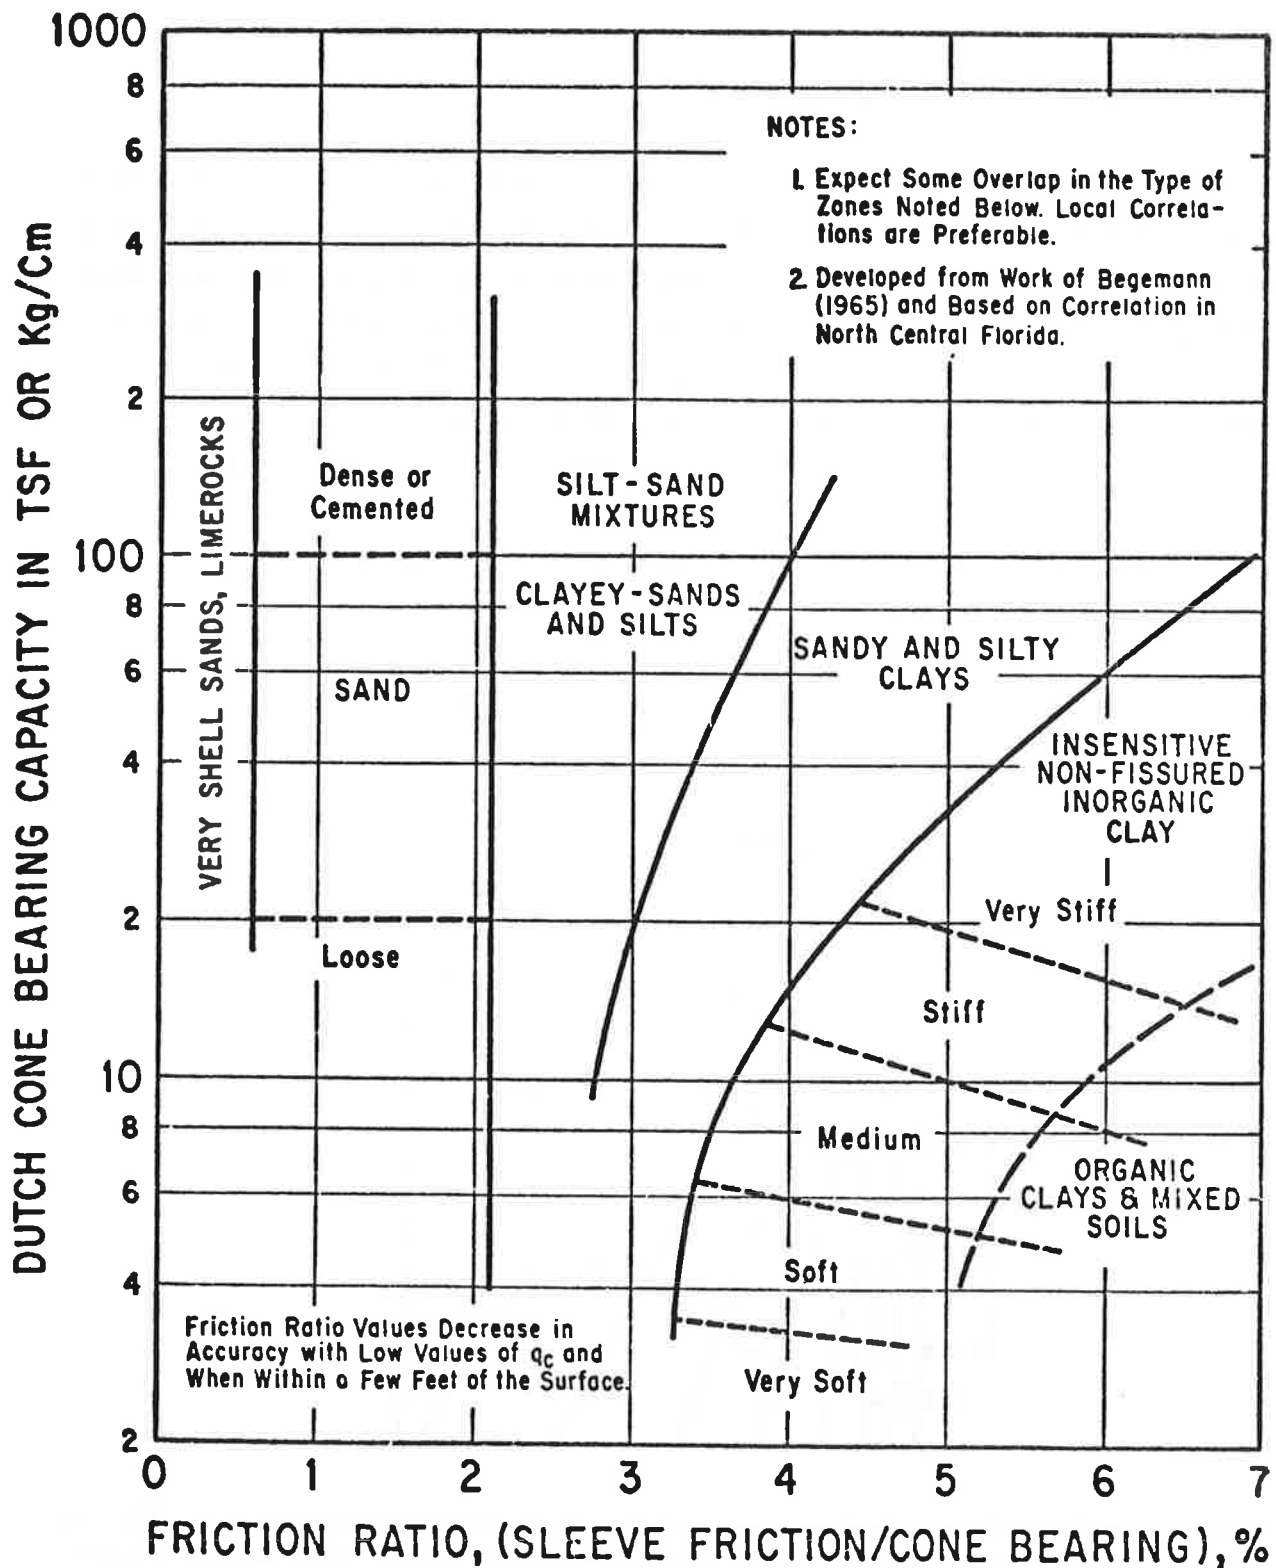 DUTCH CONE BEARING CAPACITY IN TSF OR Kg/Cm
1000
8
6
4
2
100
8
6
4
2
10
8
6
4
2
NOTES:
1. Expect Some Overlap in the Type of
Zones Noted Below. Local Correla-
tions are Preferable.
2. Developed from Work of Begemann
(1965) and Based on Correlation in
North Central Florida.
VERY SHELL SANDS, LIMEROCKS
Dense or
Cemented
SAND
Loose
SILT-SAND
MIXTURES
CLAYEY-SANDS
AND SILTS
SANDY AND SILTY
CLAYS
INSENSITIVE
NON-FISSURED
INORGANIC
CLAY
Very Stiff
Stiff
Medium
ORGANIC
CLAYS & MIXED
SOILS
Soft
Very Soft
Friction Ratio Values Decrease in
Accuracy with Low Values of qc and
When Within a Few Feet of the Surface.
0 1 2 3 4 5 6 7
FRICTION RATIO, (SLEEVE FRICTION/CONE BEARING), %